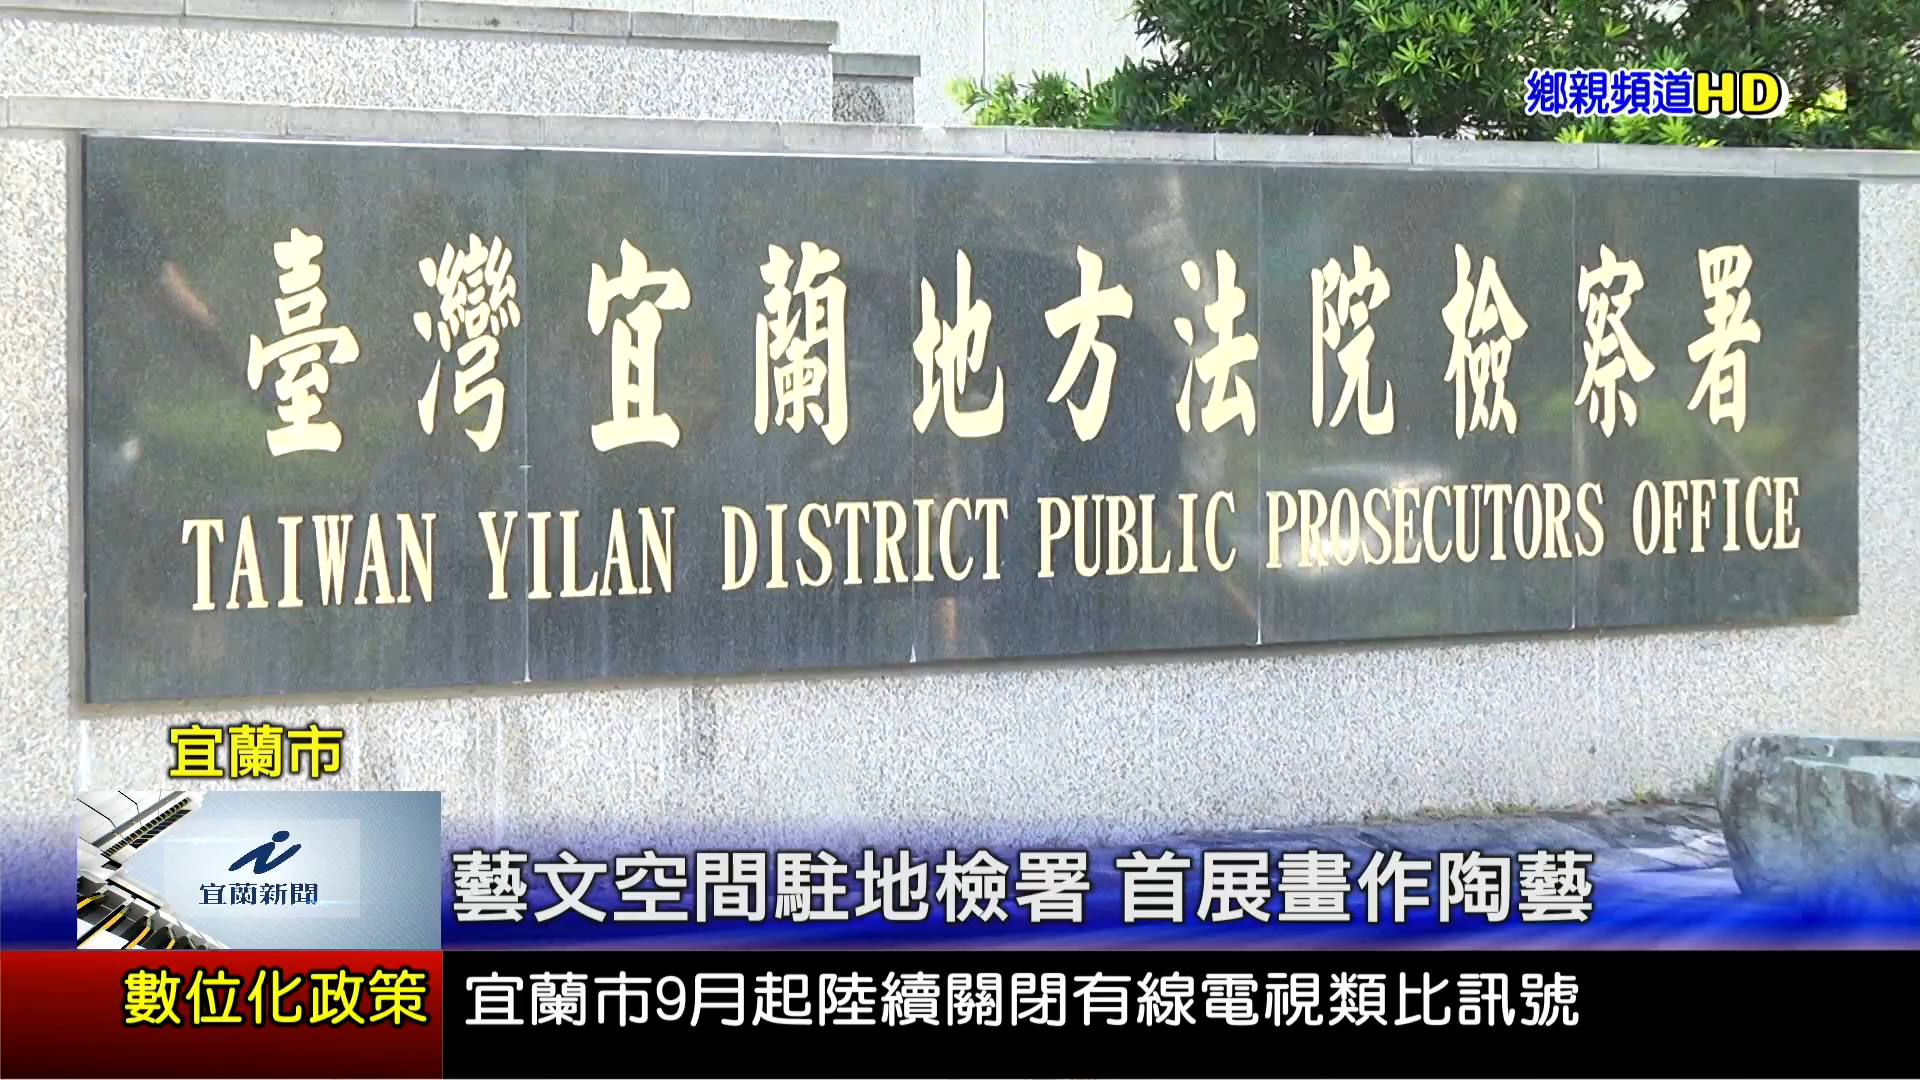 鄉親頻道HD
臺灣宜蘭地方法院檢察署
TAIWAN YILAN DISTRICT PUBLIC PROSECUTORS OFFICE
宜蘭市
宜蘭新聞
藝文空間駐地檢署 首展畫作陶藝
數位化政策 宜蘭市9月起陸續關閉有線電視類比訊號